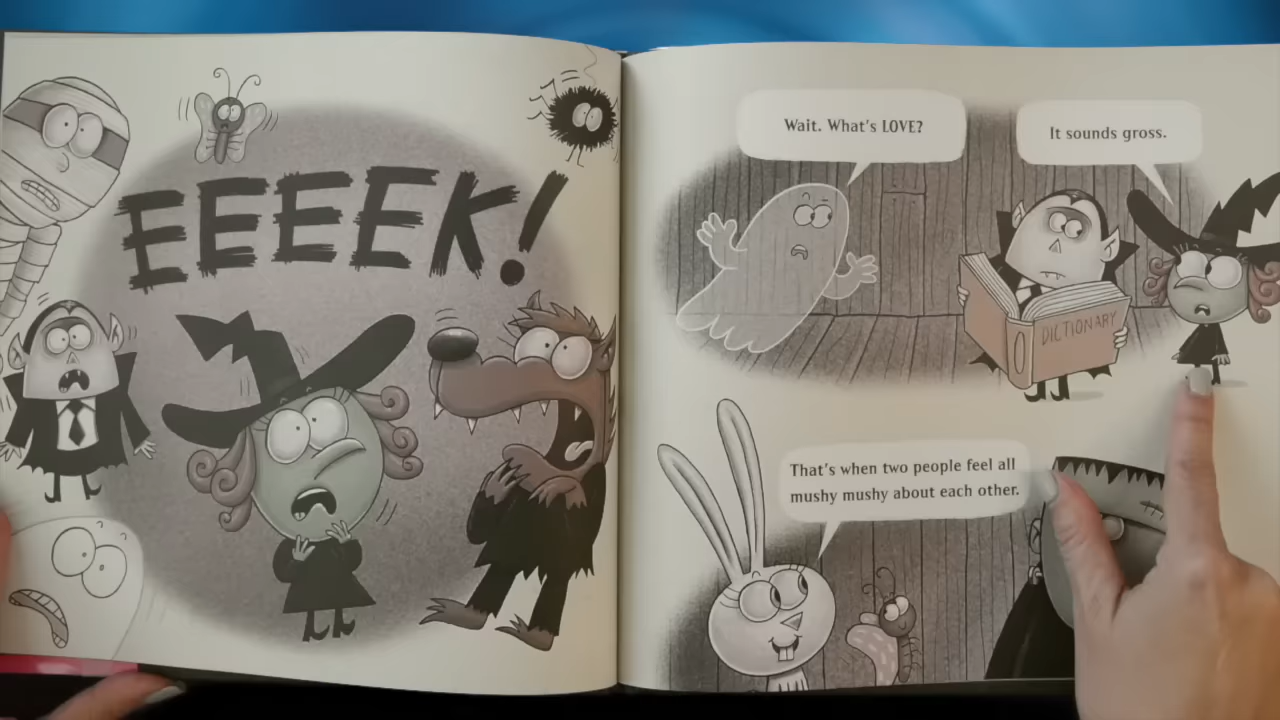 EEEEK!
Wait. What's LOVE?
It sounds gross.
DICTIONARY
That's when two people feel all
mushy mushy about each other.